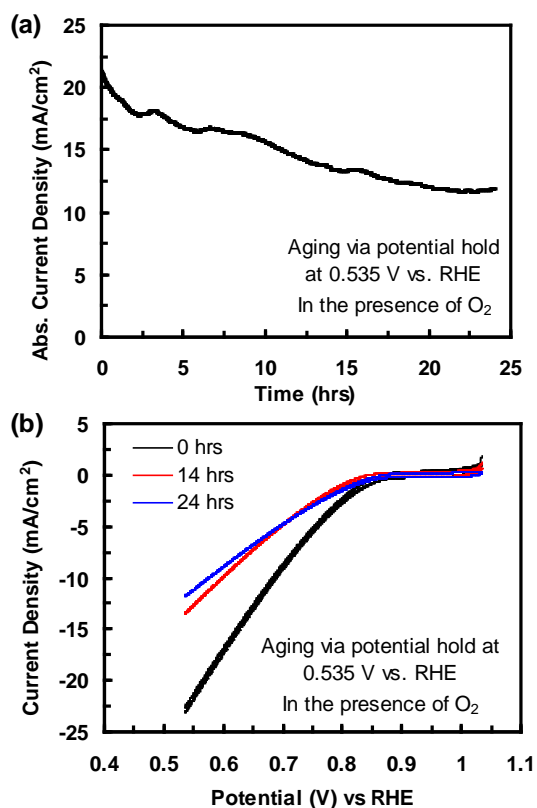 (a)
25
20
15
10
5
0
Abs. Current Density (mA/cm²)
Aging via potential hold
at 0.535 V vs. RHE
In the presence of O₂
0 5 10 15 20 25
Time (hrs)
(b)
5
0
-5
-10
-15
-20
-25
Current Density (mA/cm²)
0 hrs
14 hrs
24 hrs
Aging via potential hold at
0.535 V vs. RHE
In the presence of O₂
0.4 0.5 0.6 0.7 0.8 0.9 1 1.1
Potential (V) vs RHE